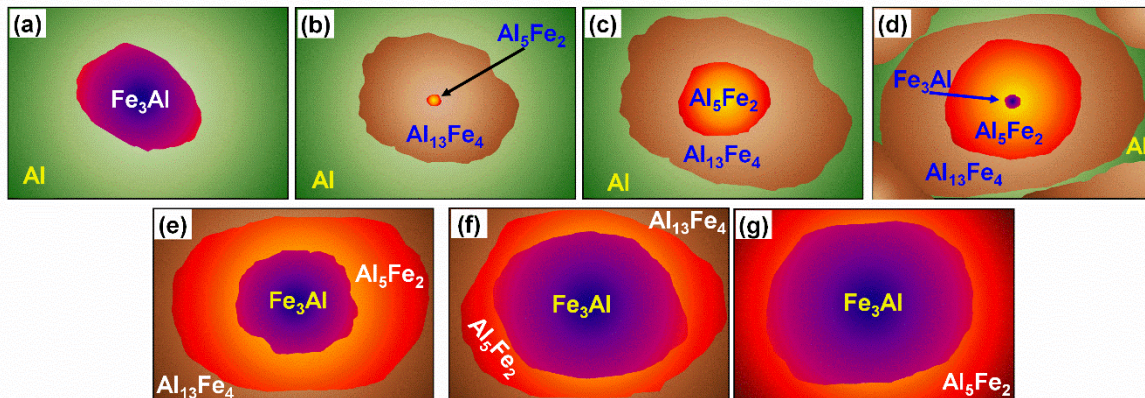 (a)
Fe₃Al
Al
(b)
Al₅Fe₂
Al₁₃Fe₄
Al
(c)
Al₅Fe₂
Al₁₃Fe₄
Al
(d)
Fe₃Al
Al₅Fe₂
Al₁₃Fe₄
Al
(e)
Al₅Fe₂
Fe₃Al
Al₁₃Fe₄
(f)
Al₁₃Fe₄
Fe₃Al
Al₅Fe₂
(g)
Fe₃Al
Al₅Fe₂